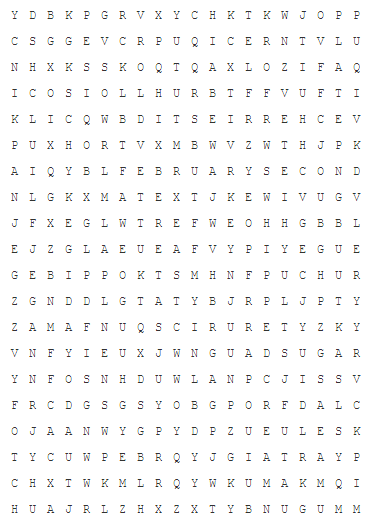 Y D B K P G R V X Y C H K T K W J O P P
C S G G E V C R P U Q I C E R N T V L U
N H X K S S K O Q T Q A X L O Z I F A Q
I C O S I O L L H U R B T F F V U F T I
K L I C Q W B D I T S E I R R E H C E V
P U X H O R T V X M B W V Z W T H J P K
A I Q Y B L F E B R U A R Y S E C O N D
N L G K X M A T E X T J K E W I V U G V
J F X E G L W T R E F W E O H H G B B L
E J Z G L A E U E A F V Y P I Y E G U E
G E B I P P O K T S M H N F P U C H U R
Z G N D D L G T A T Y B J R P L J P T Y
Z A M A F N U Q S C I R U R E T Y Z K Y
V N F Y I E U X J W N G U A D S U G A R
Y N F O S N H D U W L A N P C J I S S V
F R C D G S G S Y O B G P O R F D A L C
O J A A N W Y G P Y D P Z U E U L E S K
T Y C U W P E B R Q Y J G I A T R A Y P
C H X T W K M L R Q Y W K U M A K M Q I
H U A J R L Z H X Z X T Y B N U G U M M